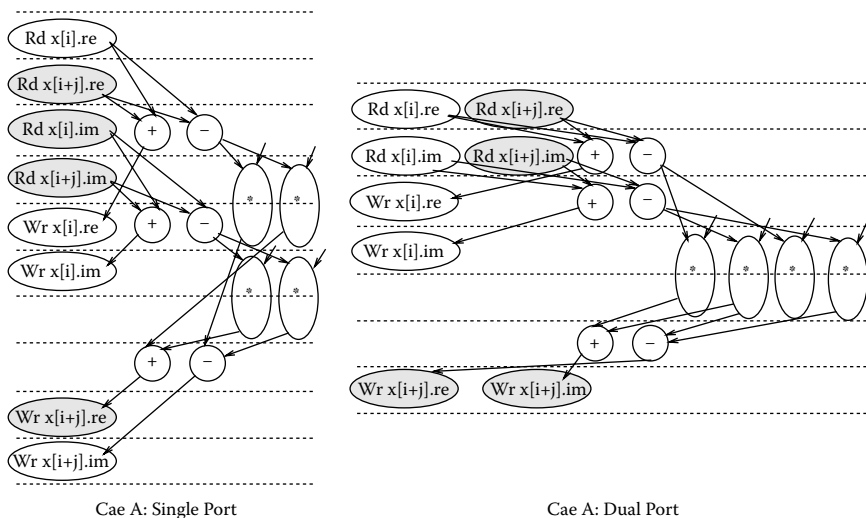 Rd x[i].re
Rd x[i+j].re
Rd x[i].im
+
−
Rd x[i+j].im
*
*
Wr x[i].re
+
−
Wr x[i].im
*
*
+
−
Wr x[i+j].re
Wr x[i+j].im
Cae A: Single Port
Rd x[i].re
Rd x[i+j].re
Rd x[i].im
Rd x[i+j].im
+
−
Wr x[i].re
+
−
Wr x[i].im
*
*
*
*
+
−
Wr x[i+j].re
Wr x[i+j].im
Cae A: Dual Port